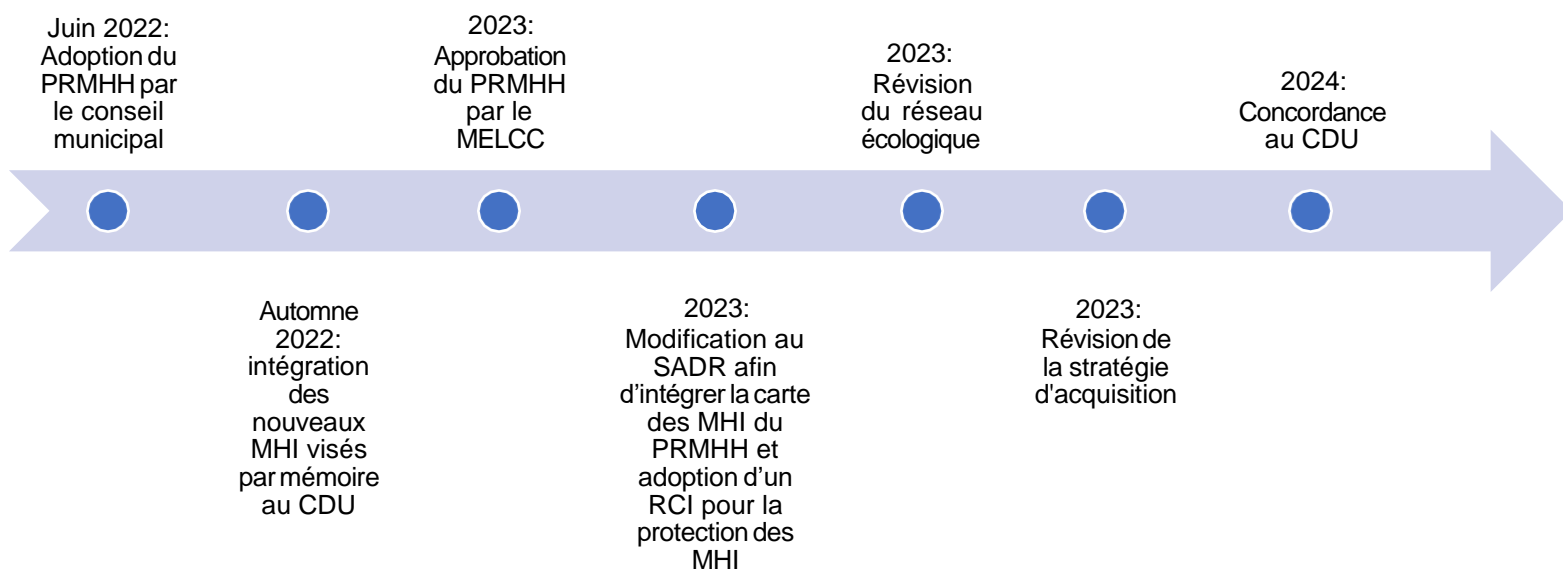 Juin 2022:
Adoption du
PRMHH par
le conseil
municipal
Automne
2022:
intégration
des
nouveaux
MHI visés
par mémoire
au CDU
2023:
Approbation
du PRMHH
par le
MELCC
2023:
Modification au
SADR afin
d’intégrer la carte
des MHI du
PRMHH et
adoption d’un
RCI pour la
protection des
MHI
2023:
Révision
du réseau
écologique
2023:
Révision de
la stratégie
d'acquisition
2024:
Concordance
au CDU